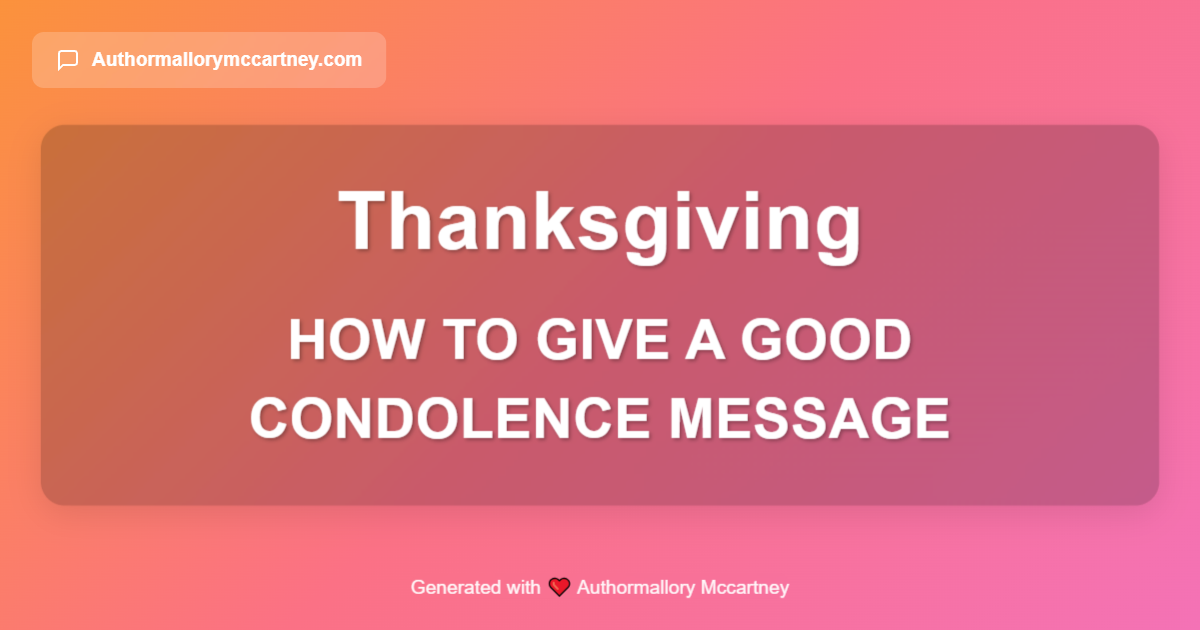 Authormallorymccartney.com
Thanksgiving
HOW TO GIVE A GOOD
CONDOLENCE MESSAGE
Generated with ❤️ Authormallory Mccartney